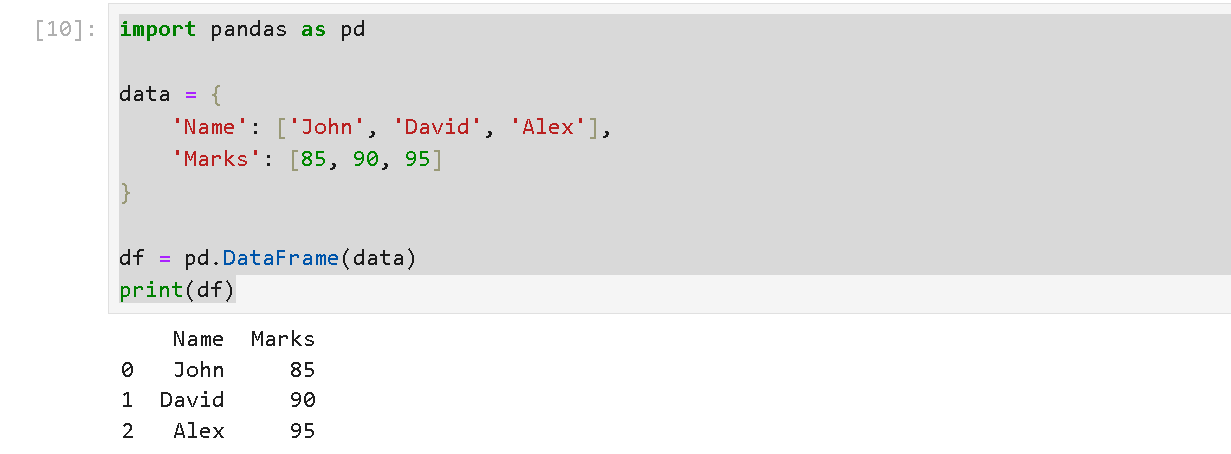 [10]: import pandas as pd
data = {
    'Name': ['John', 'David', 'Alex'],
    'Marks': [85, 90, 95]
}
df = pd.DataFrame(data)
print(df)
    Name  Marks
0   John     85
1  David     90
2   Alex     95